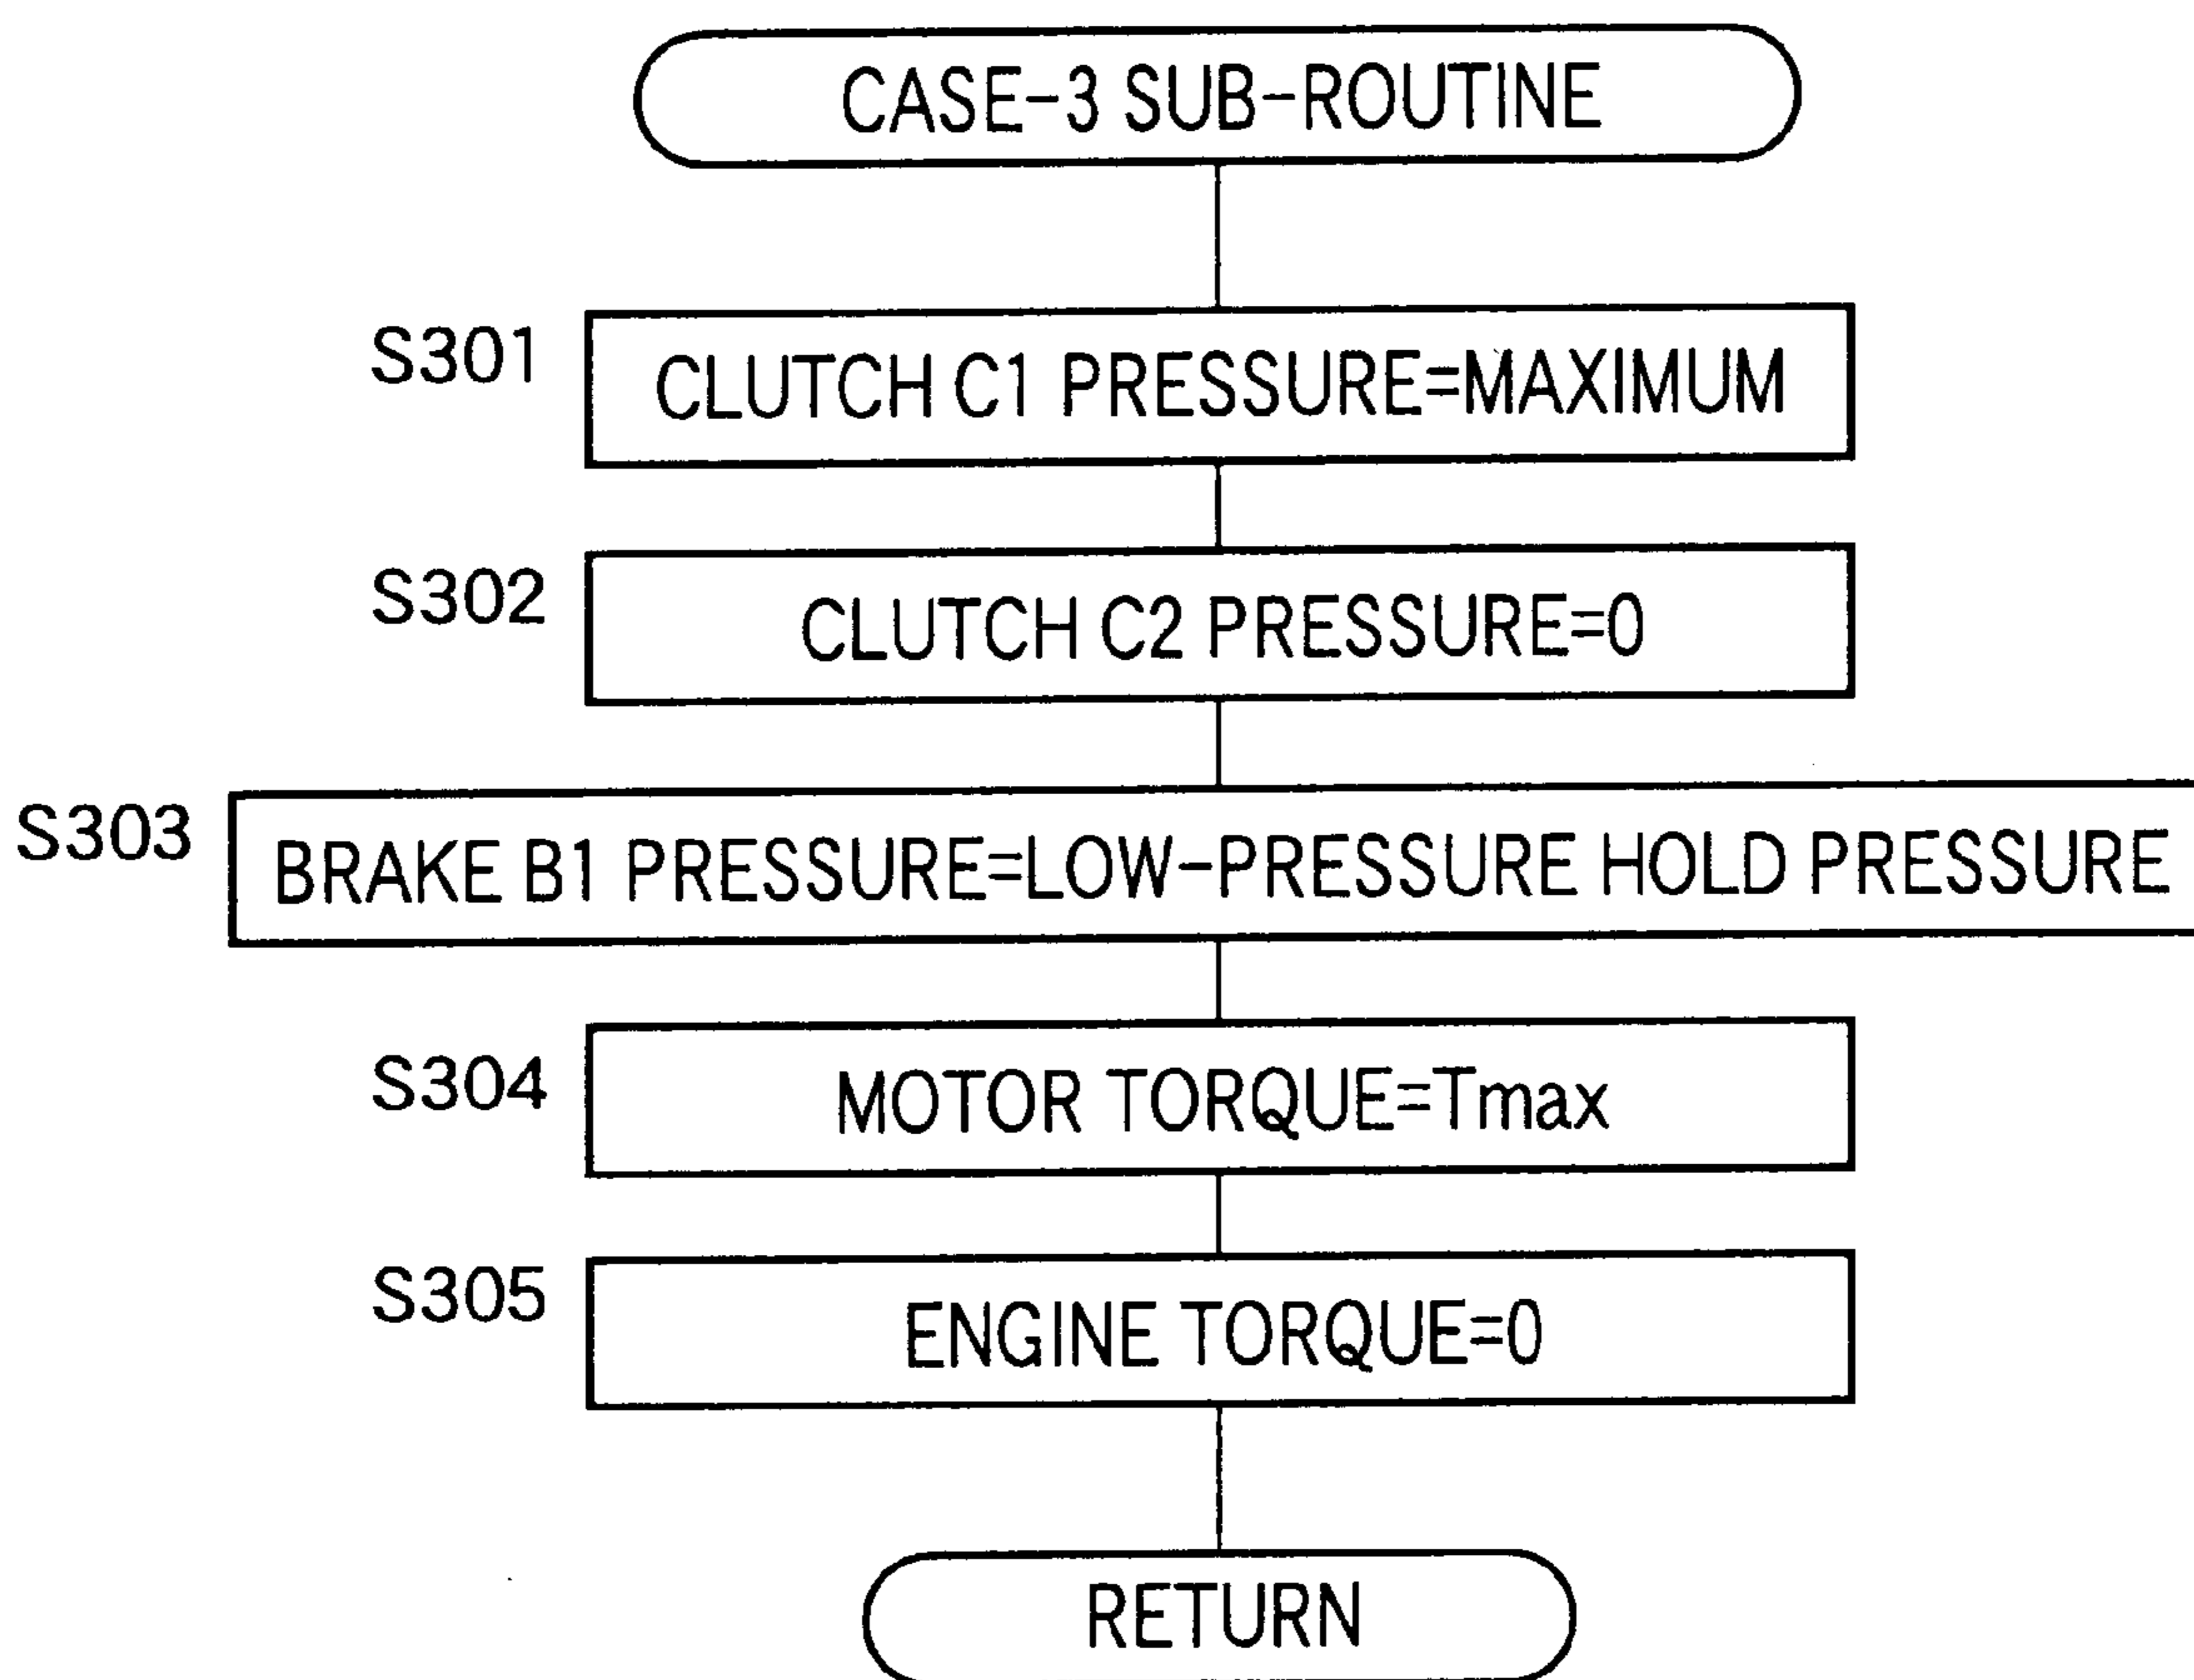 CASE-3 SUB-ROUTINE
S301
CLUTCH C1 PRESSURE=MAXIMUM
S302
CLUTCH C2 PRESSURE=0
S303
BRAKE B1 PRESSURE=LOW-PRESSURE HOLD PRESSURE
S304
MOTOR TORQUE=Tmax
S305
ENGINE TORQUE=0
RETURN